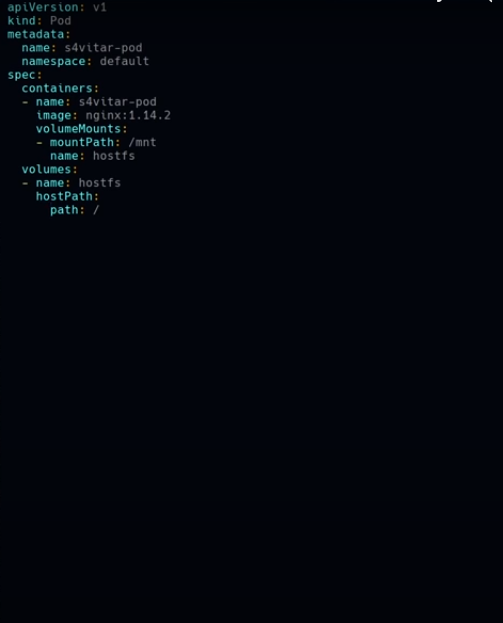 apiVersion: v1
kind: Pod
metadata:
  name: s4vitar-pod
  namespace: default
spec:
  containers:
  - name: s4vitar-pod
    image: nginx:1.14.2
    volumeMounts:
    - mountPath: /mnt
      name: hostfs
  volumes:
  - name: hostfs
    hostPath:
      path: /